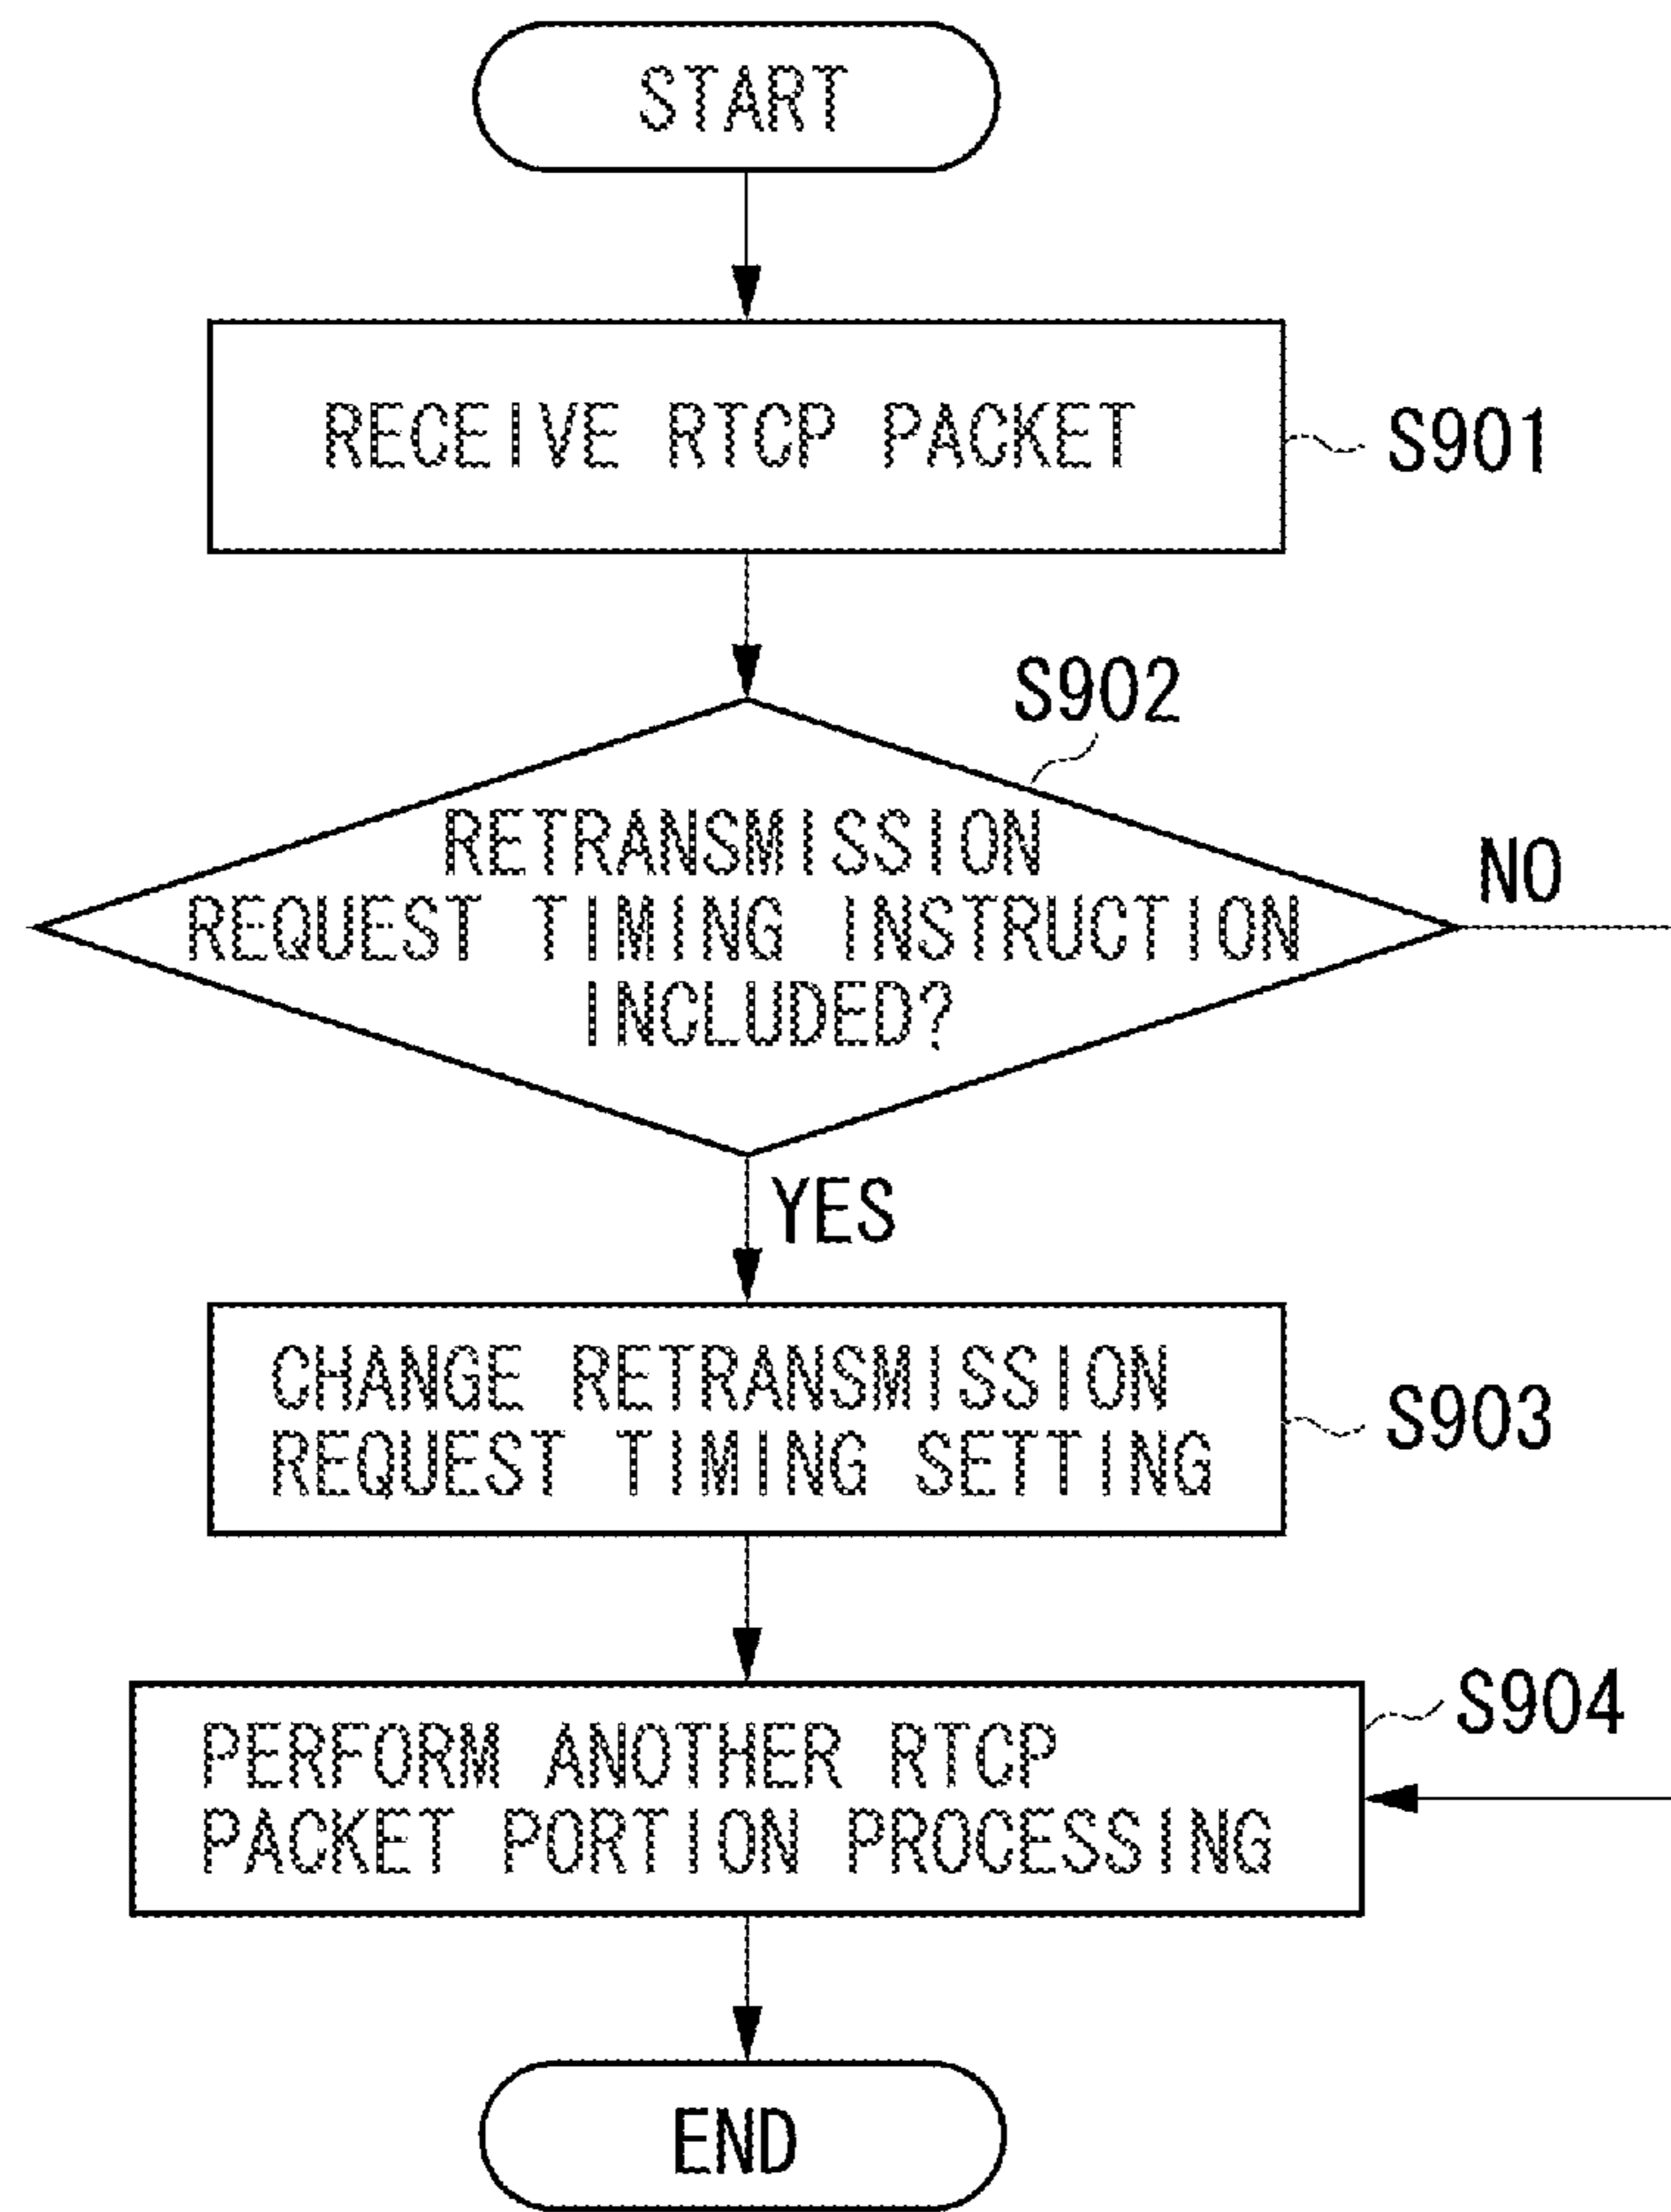 START
RECEIVE RTCP PACKET
S901
S902
RETRANSMISSION
REQUEST TIMING INSTRUCTION
INCLUDED?
NO
YES
CHANGE RETRANSMISSION
REQUEST TIMING SETTING
S903
S904
PERFORM ANOTHER RTCP
PACKET PORTION PROCESSING
END